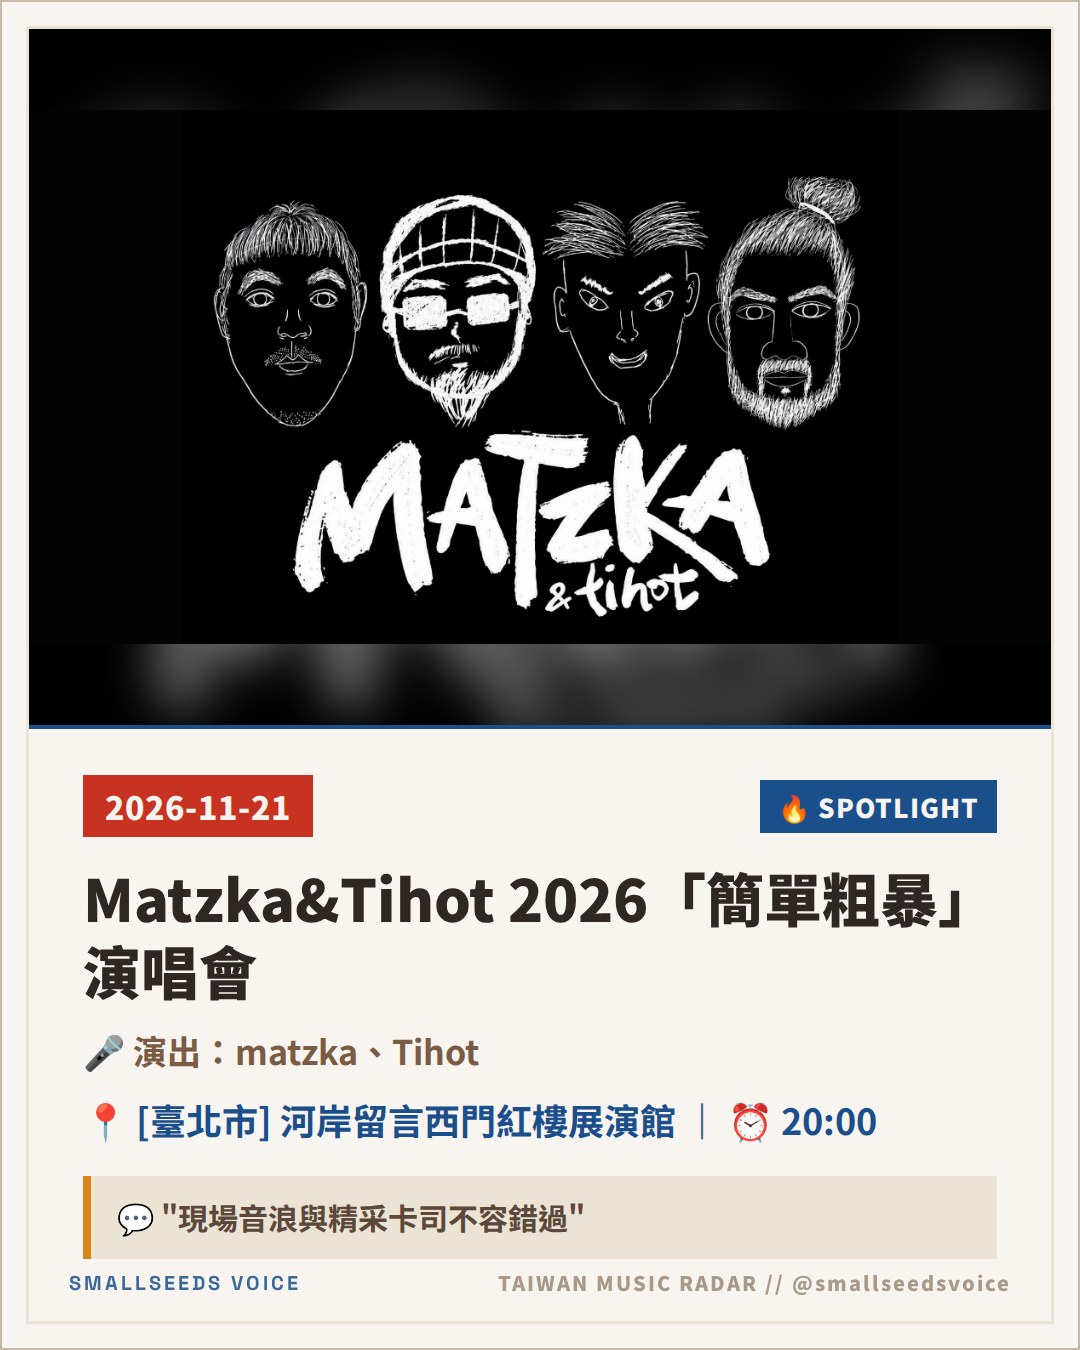 MATZKA
&tihot
2026-11-21
🔥 SPOTLIGHT
Matzka&Tihot 2026「簡單粗暴」
演唱會
🎤 演出：matzka、Tihot
📍 [臺北市] 河岸留言西門紅樓展演館 ｜ ⏰ 20:00
💬 "現場音浪與精采卡司不容錯過"
SMALLSEEDS VOICE
TAIWAN MUSIC RADAR // @smallseedsvoice